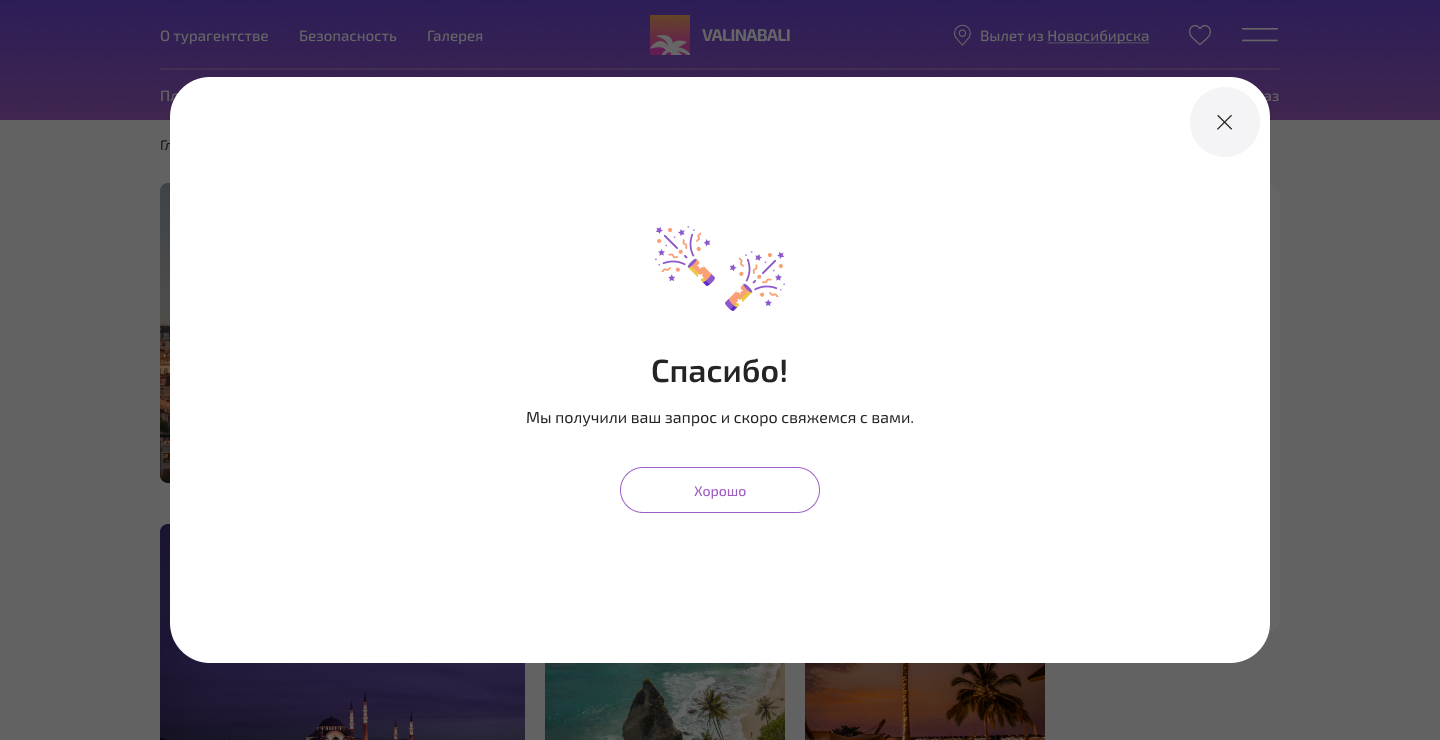 О турагентстве Безопасность Галерея VALINABALI Вылет из Новосибирска
Спасибо!
Мы получили ваш запрос и скоро свяжемся с вами.
Хорошо